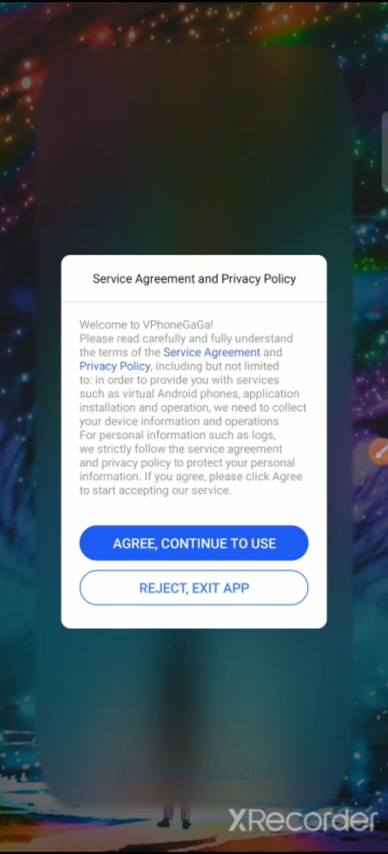 Service Agreement and Privacy Policy
Welcome to VPhoneGaGa!
Please read carefully and fully understand
the terms of the Service Agreement and
Privacy Policy, including but not limited
to: in order to provide you with services
such as virtual Android phones, application
installation and operation, we need to collect
your device information and operations
For personal information such as logs,
we strictly follow the service agreement
and privacy policy to protect your personal
information. If you agree, please click Agree
to start accepting our service.
AGREE, CONTINUE TO USE
REJECT, EXIT APP
XRecorder